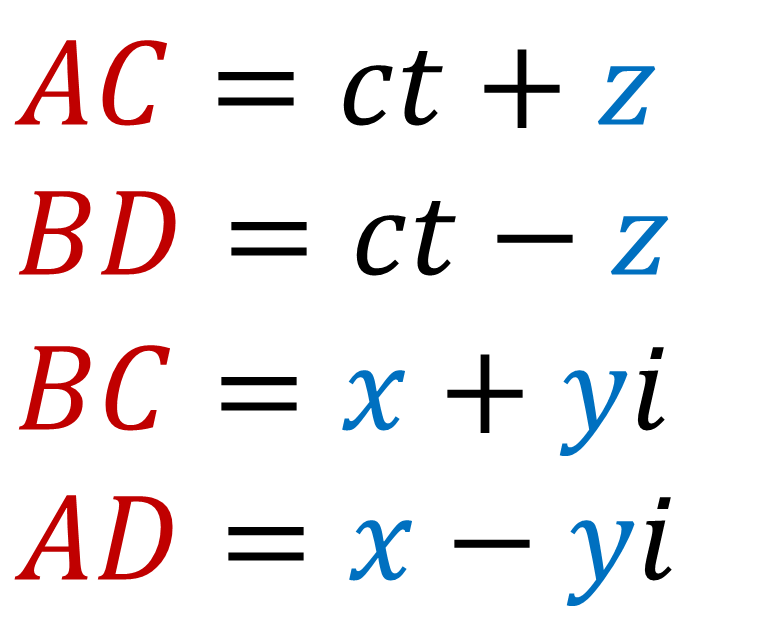 AC = ct + z
BD = ct − z
BC = x + yi
AD = x − yi